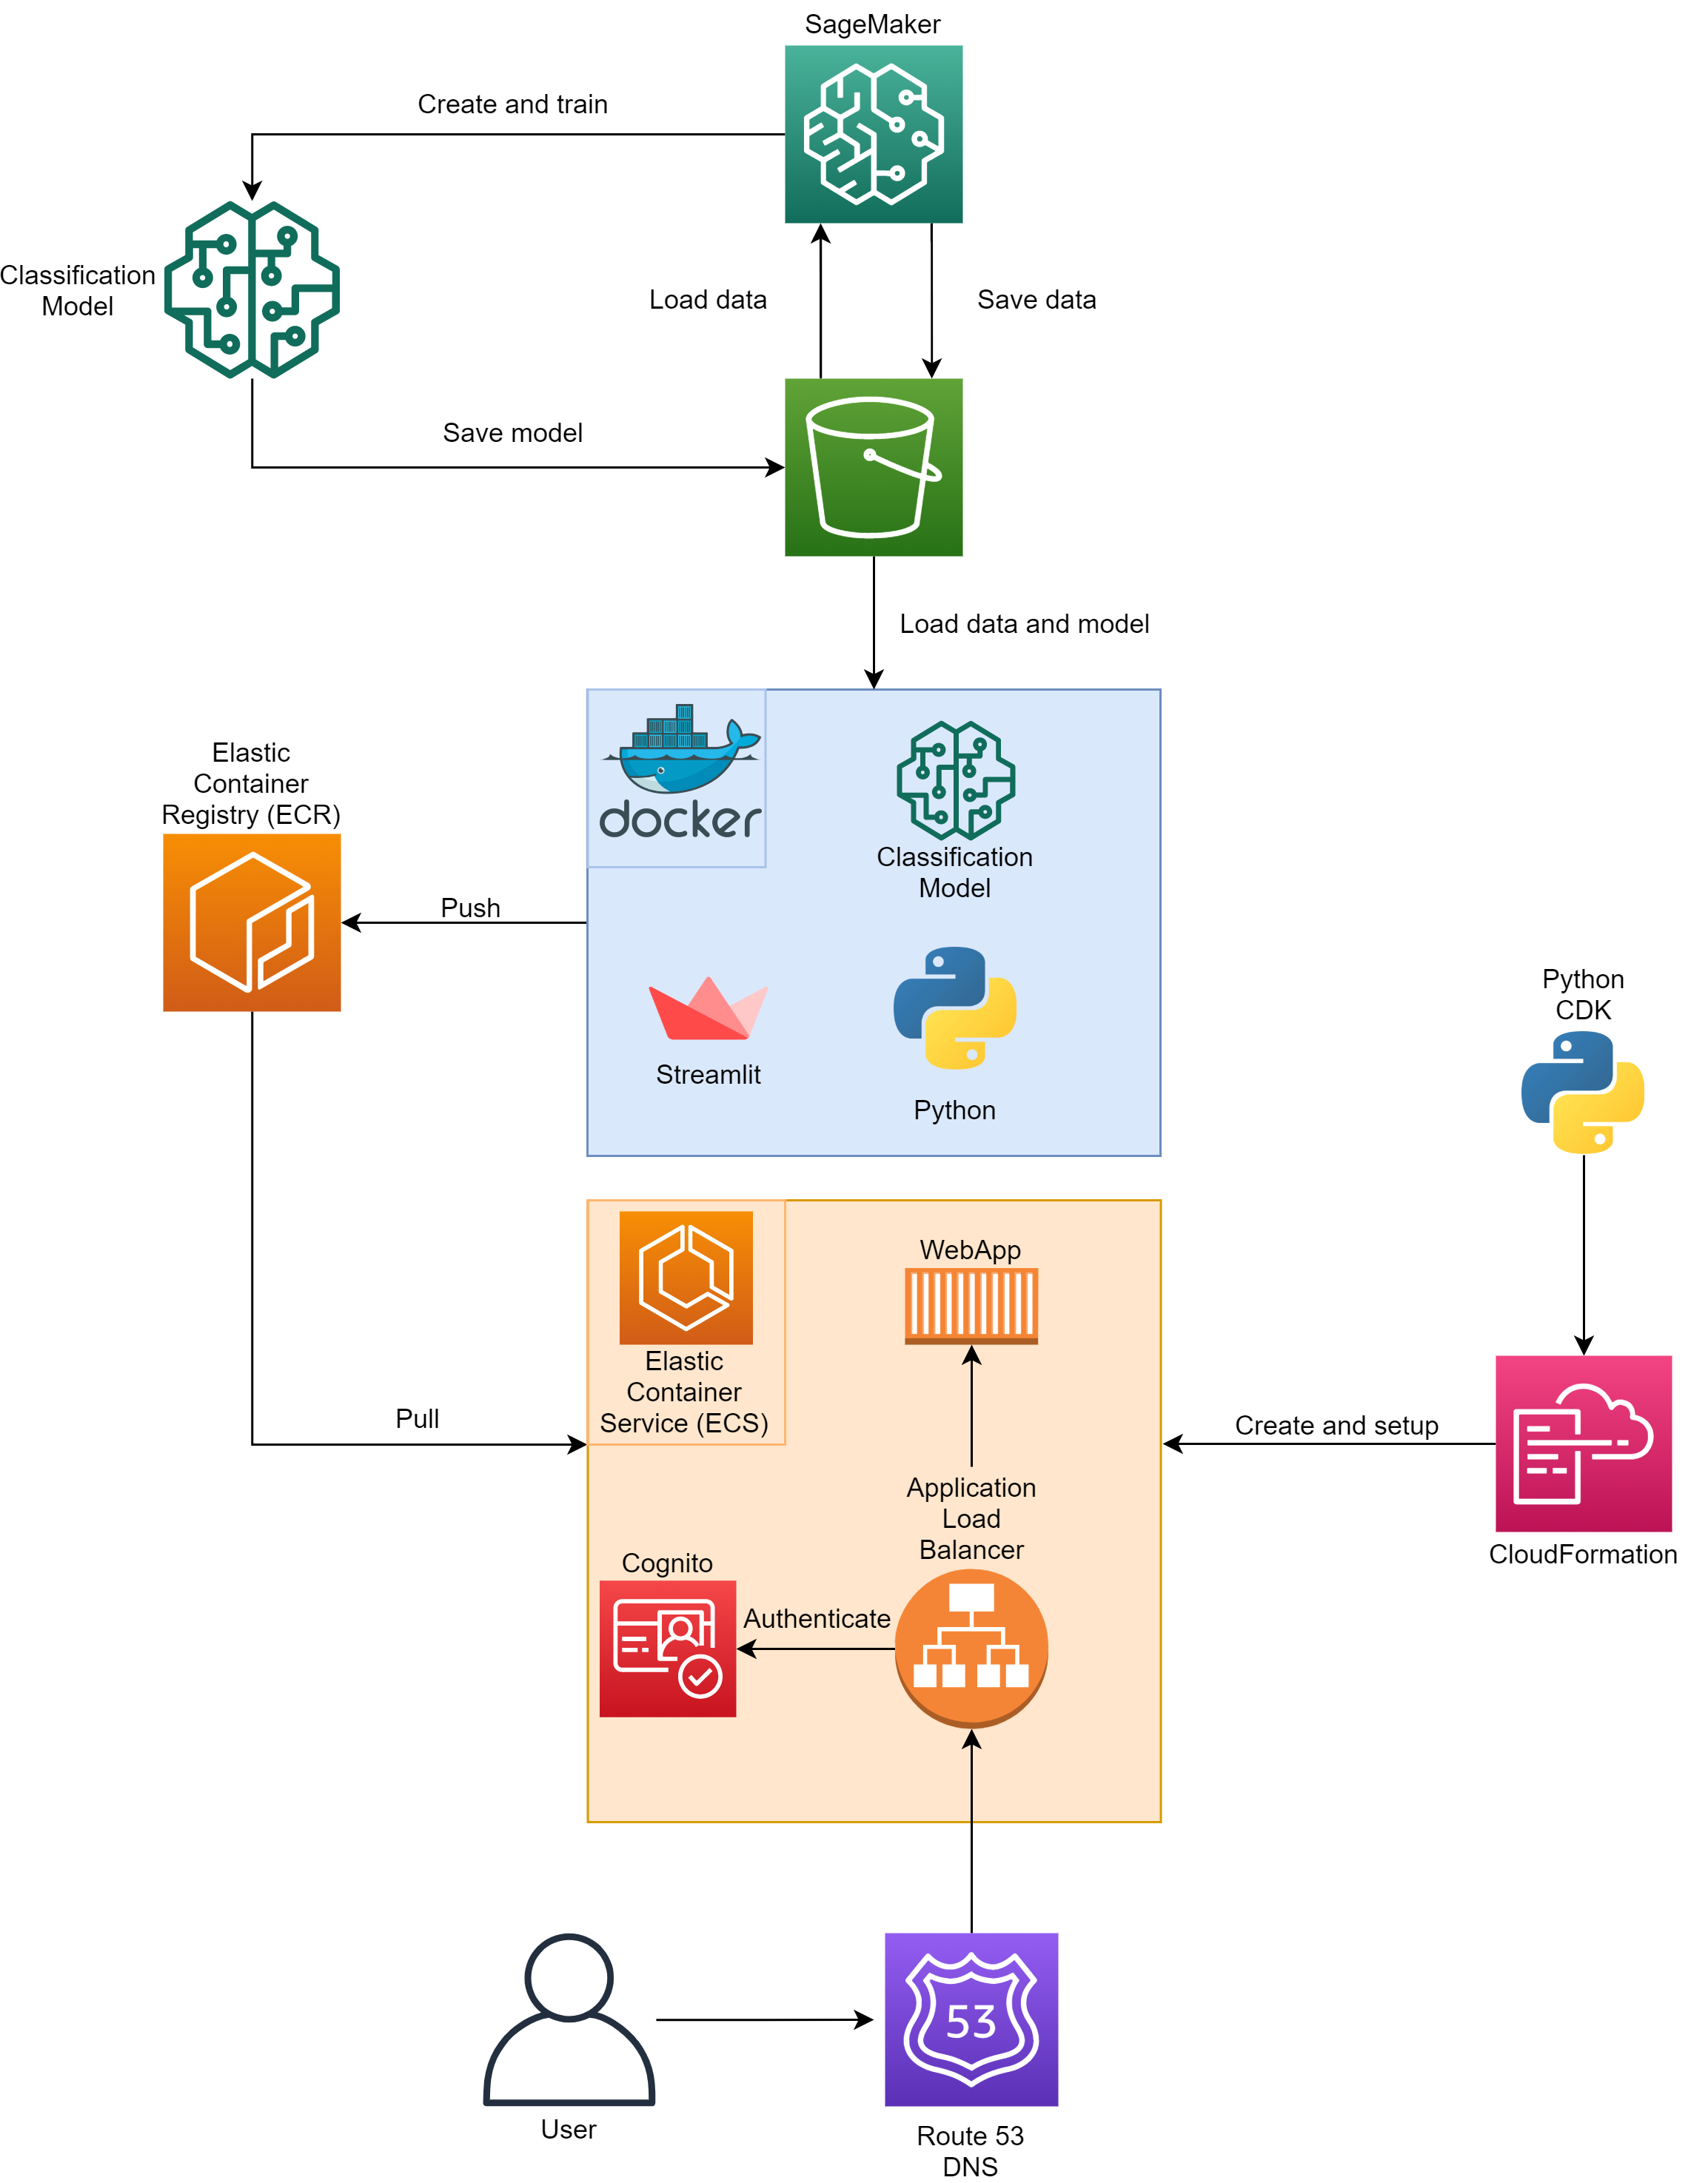 SageMaker
Create and train
Classification
Model
Load data
Save data
Save model
Load data and model
docker
Classification
Model
Elastic
Container
Registry (ECR)
Push
Streamlit
Python
Python
CDK
WebApp
Elastic
Container
Service (ECS)
Pull
Create and setup
Application
Load
Balancer
CloudFormation
Cognito
Authenticate
53
User
Route 53
DNS